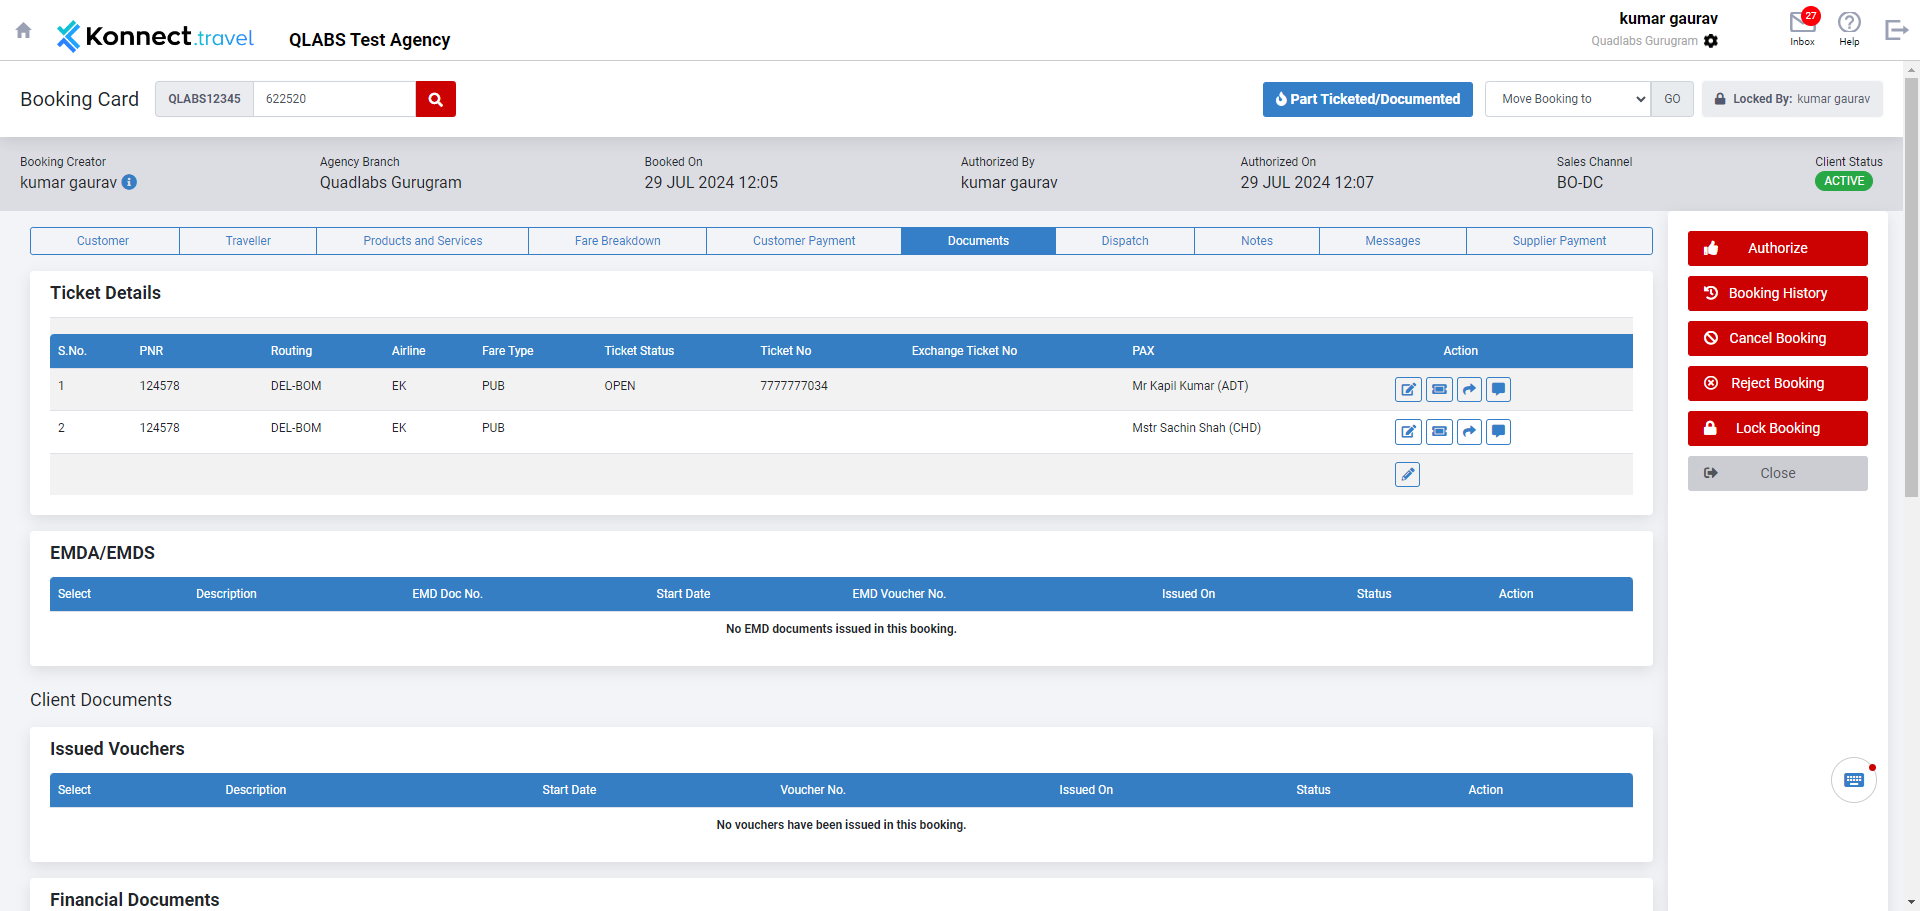 Konnect.travel
QLABS Test Agency
kumar gaurav
Quadlabs Gurugram
27
Inbox
Help
Booking Card
QLABS12345
622520
Part Ticketed/Documented
Move Booking to
GO
Locked By: kumar gaurav
Booking Creator
kumar gaurav
Agency Branch
Quadlabs Gurugram
Booked On
29 JUL 2024 12:05
Authorized By
kumar gaurav
Authorized On
29 JUL 2024 12:07
Sales Channel
BO-DC
Client Status
ACTIVE
Customer Traveller Products and Services Fare Breakdown Customer Payment Documents Dispatch Notes Messages Supplier Payment
Authorize
Booking History
Cancel Booking
Reject Booking
Lock Booking
Close
Ticket Details
S.No. PNR Routing Airline Fare Type Ticket Status Ticket No Exchange Ticket No PAX Action
1 124578 DEL-BOM EK PUB OPEN 7777777034 Mr Kapil Kumar (ADT)
2 124578 DEL-BOM EK PUB Mstr Sachin Shah (CHD)
EMDA/EMDS
Select Description EMD Doc No. Start Date EMD Voucher No. Issued On Status Action
No EMD documents issued in this booking.
Client Documents
Issued Vouchers
Select Description Start Date Voucher No. Issued On Status Action
No vouchers have been issued in this booking.
Financial Documents